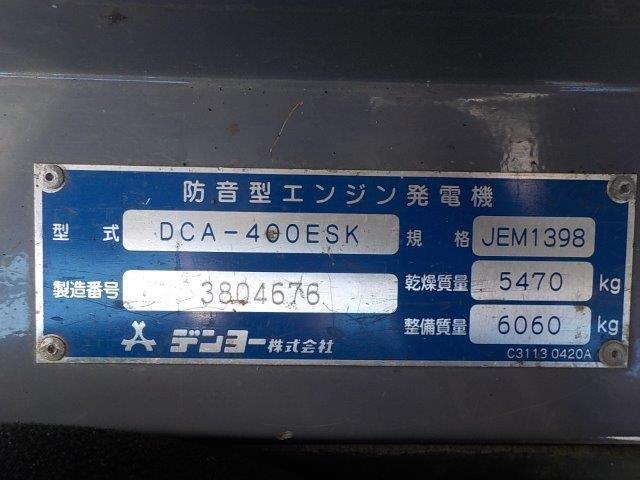 防音型エンジン発電機
型式 DCA-400ESK 規格 JEM1398
製造番号 3804676 乾燥質量 5470 kg
整備質量 6060 kg
デンヨー株式会社
C3113 0420A